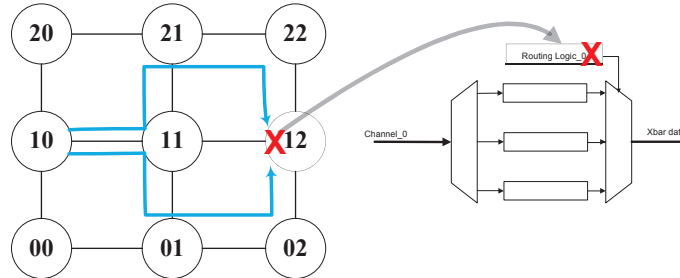 20 21 22
10 11 12
00 01 02
Routing Logic_0
Channel_0
Xbar dat